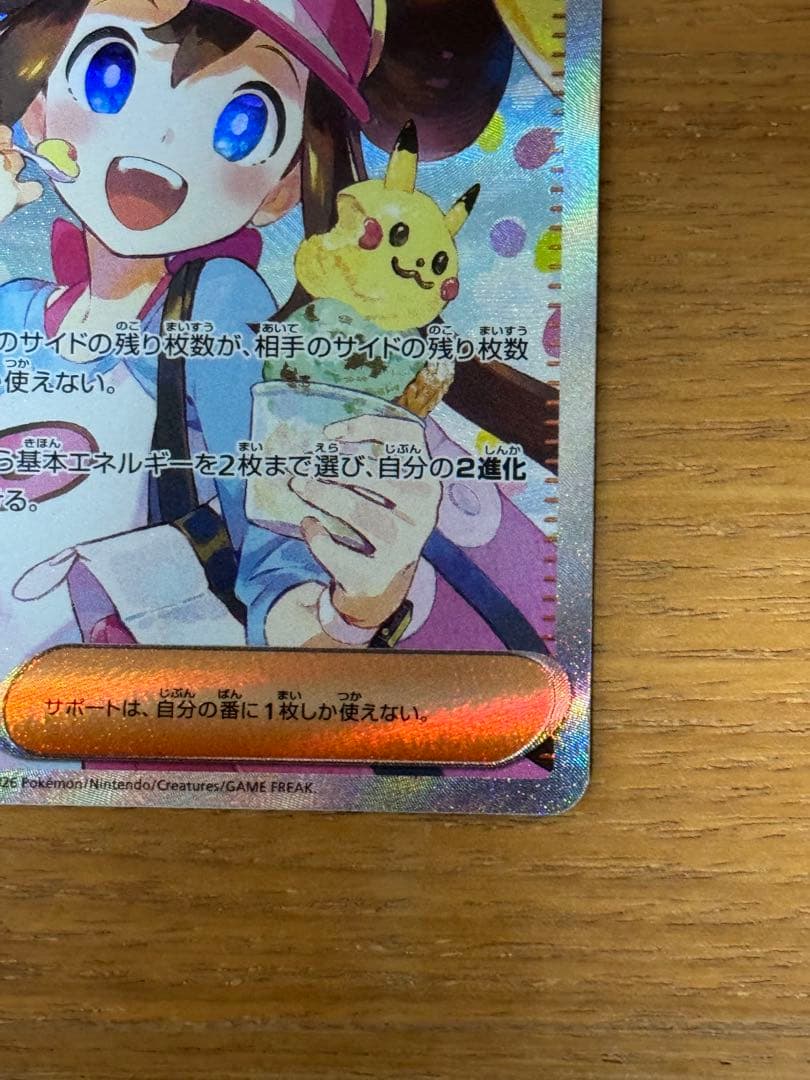 のサイドの残り枚数が、相手のサイドの残り枚数
使えない。
基本エネルギーを2枚まで選び、自分の2進化
る。
サポートは、自分の番に1枚しか使えない。
26 Pokémon/Nintendo/Creatures/GAME FREAK.